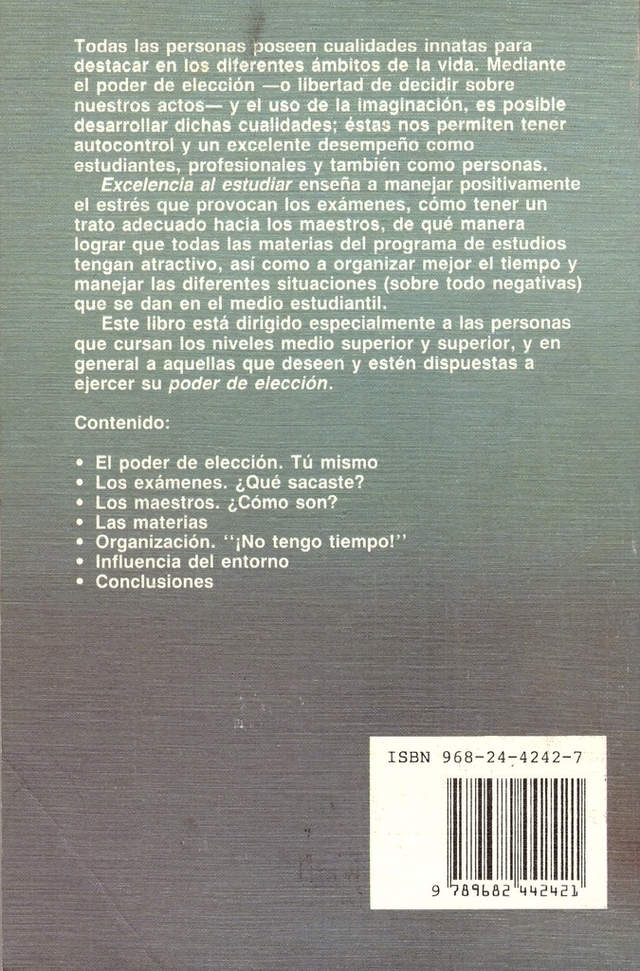 Todas las personas poseen cualidades innatas para
destacar en los diferentes ámbitos de la vida. Mediante
el poder de elección —o libertad de decidir sobre
nuestros actos— y el uso de la imaginación, es posible
desarrollar dichas cualidades; éstas nos permiten tener
autocontrol y un excelente desempeño como
estudiantes, profesionales y también como personas.
Excelencia al estudiar enseña a manejar positivamente
el estrés que provocan los exámenes, cómo tener un
trato adecuado hacia los maestros, de qué manera
lograr que todas las materias del programa de estudios
tengan atractivo, así como a organizar mejor el tiempo y
manejar las diferentes situaciones (sobre todo negativas)
que se dan en el medio estudiantil.
Este libro está dirigido especialmente a las personas
que cursan los niveles medio superior y superior, y en
general a aquellas que deseen y estén dispuestas a
ejercer su poder de elección.
Contenido:
• El poder de elección. Tú mismo
• Los exámenes. ¿Qué sacaste?
• Los maestros. ¿Cómo son?
• Las materias
• Organización. "¡No tengo tiempo!"
• Influencia del entorno
• Conclusiones
ISBN 968-24-4242-7
9 789682 442421